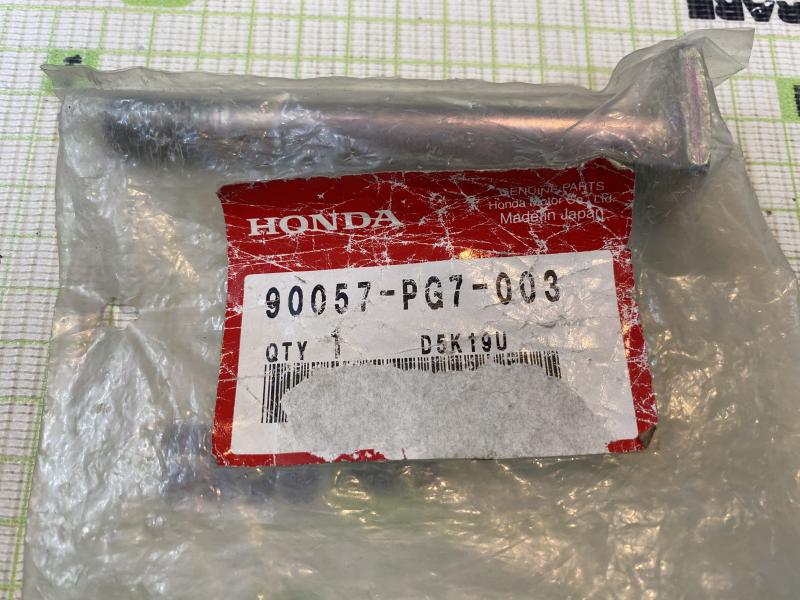 GENUINE PARTS
Honda Motor Co., Ltd.
Made in Japan
HONDA
90057-PG7-003
QTY 1 D5K19U